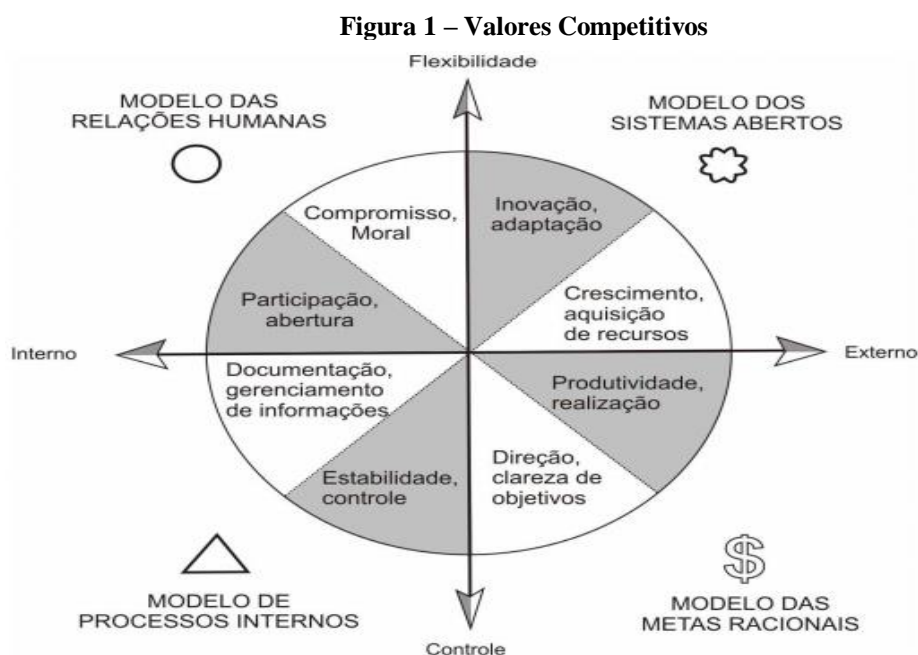 Figura 1 – Valores Competitivos
Flexibilidade
MODELO DAS
RELAÇÕES HUMANAS
MODELO DOS
SISTEMAS ABERTOS
Compromisso,
Moral
Inovação,
adaptação
Participação,
abertura
Crescimento,
aquisição
de recursos
Interno
Externo
Documentação,
gerenciamento
de informações
Produtividade,
realização
Estabilidade,
controle
Direção,
clareza de
objetivos
$
MODELO DE
PROCESSOS INTERNOS
MODELO DAS
METAS RACIONAIS
Controle